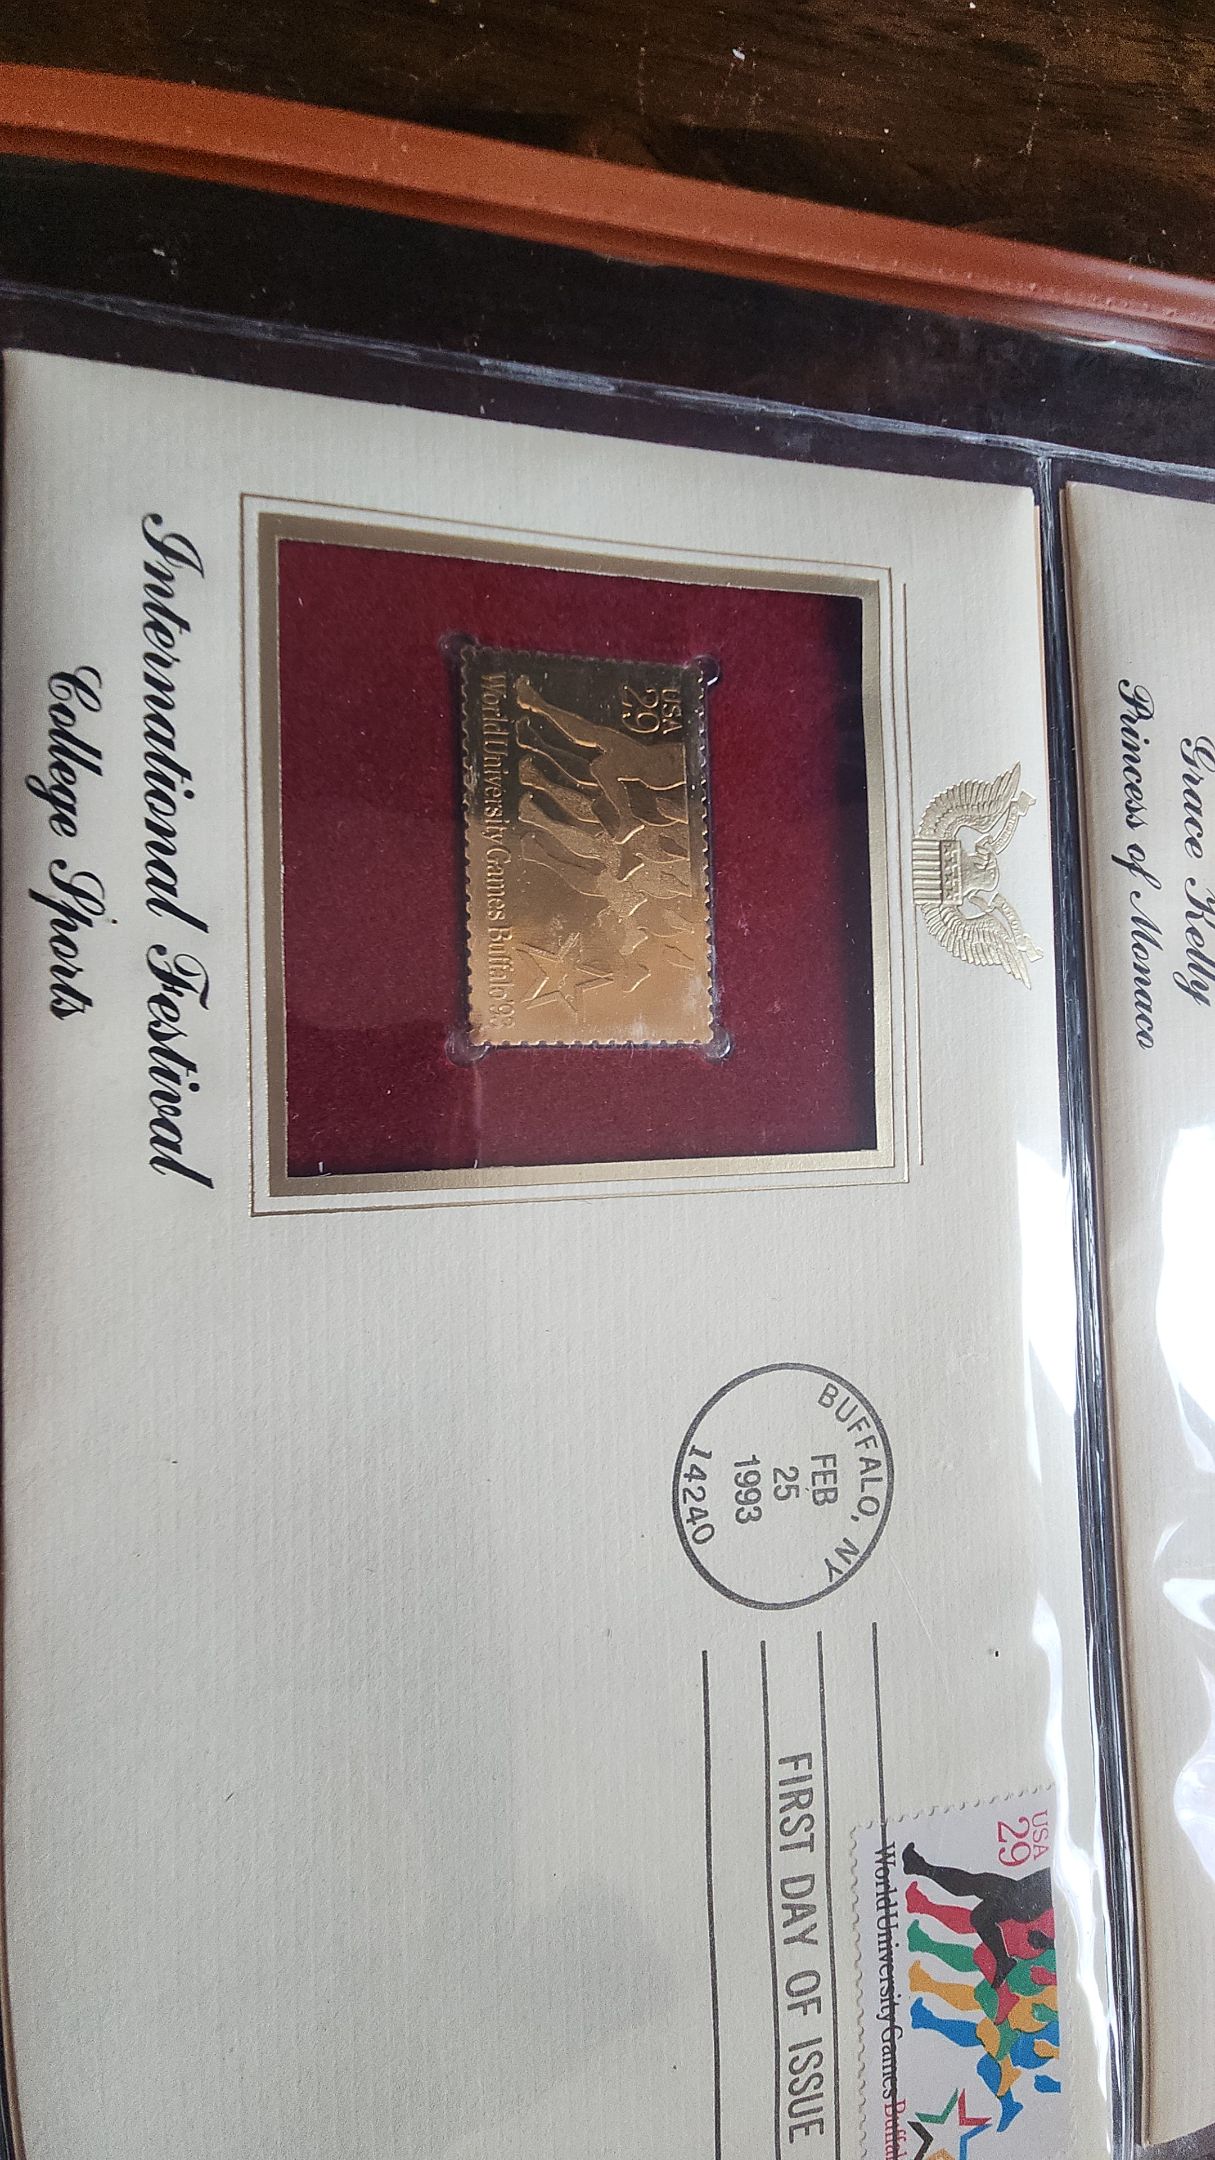 Grace Kelly
Princess of Monaco
USA
29
World University Games Buffalo '93
International Festival
College Sports
BUFFALO, NY
FEB
25
1993
14240
FIRST DAY OF ISSUE
USA
29
World University Games Buffal